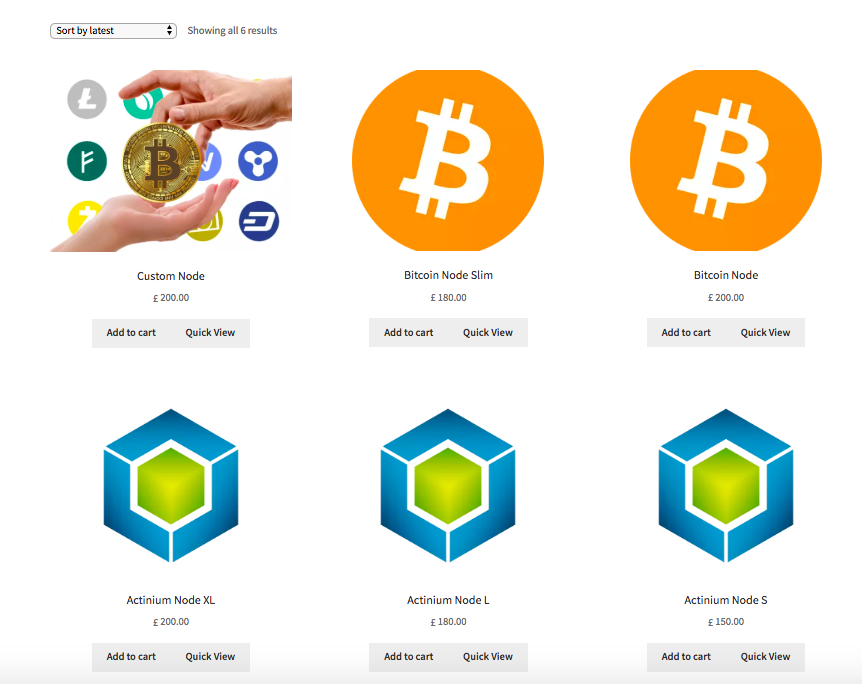 Sort by latest
Showing all 6 results
Custom Node
£ 200.00
Add to cart
Quick View
Bitcoin Node Slim
£ 180.00
Add to cart
Quick View
Bitcoin Node
£ 200.00
Add to cart
Quick View
Actinium Node XL
£ 200.00
Add to cart
Quick View
Actinium Node L
£ 180.00
Add to cart
Quick View
Actinium Node S
£ 150.00
Add to cart
Quick View